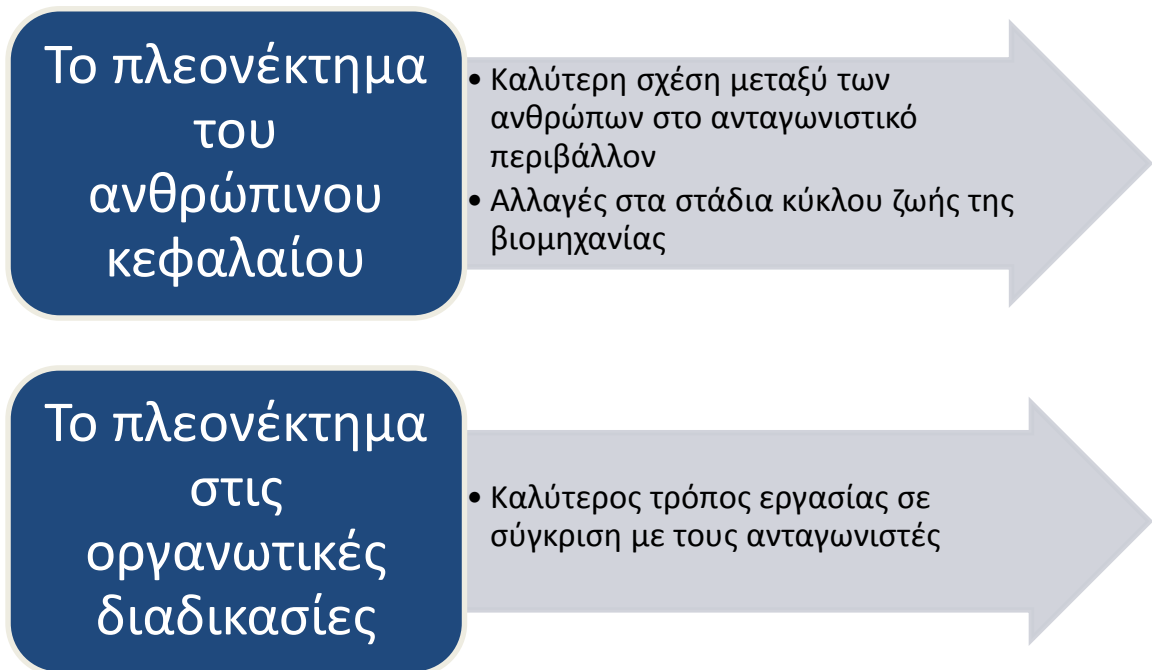 Το πλεονέκτημα
του
ανθρώπινου
κεφαλαίου
• Καλύτερη σχέση μεταξύ των
ανθρώπων στο ανταγωνιστικό
περιβάλλον
• Αλλαγές στα στάδια κύκλου ζωής της
βιομηχανίας
Το πλεονέκτημα
στις
οργανωτικές
διαδικασίες
• Καλύτερος τρόπος εργασίας σε
σύγκριση με τους ανταγωνιστές